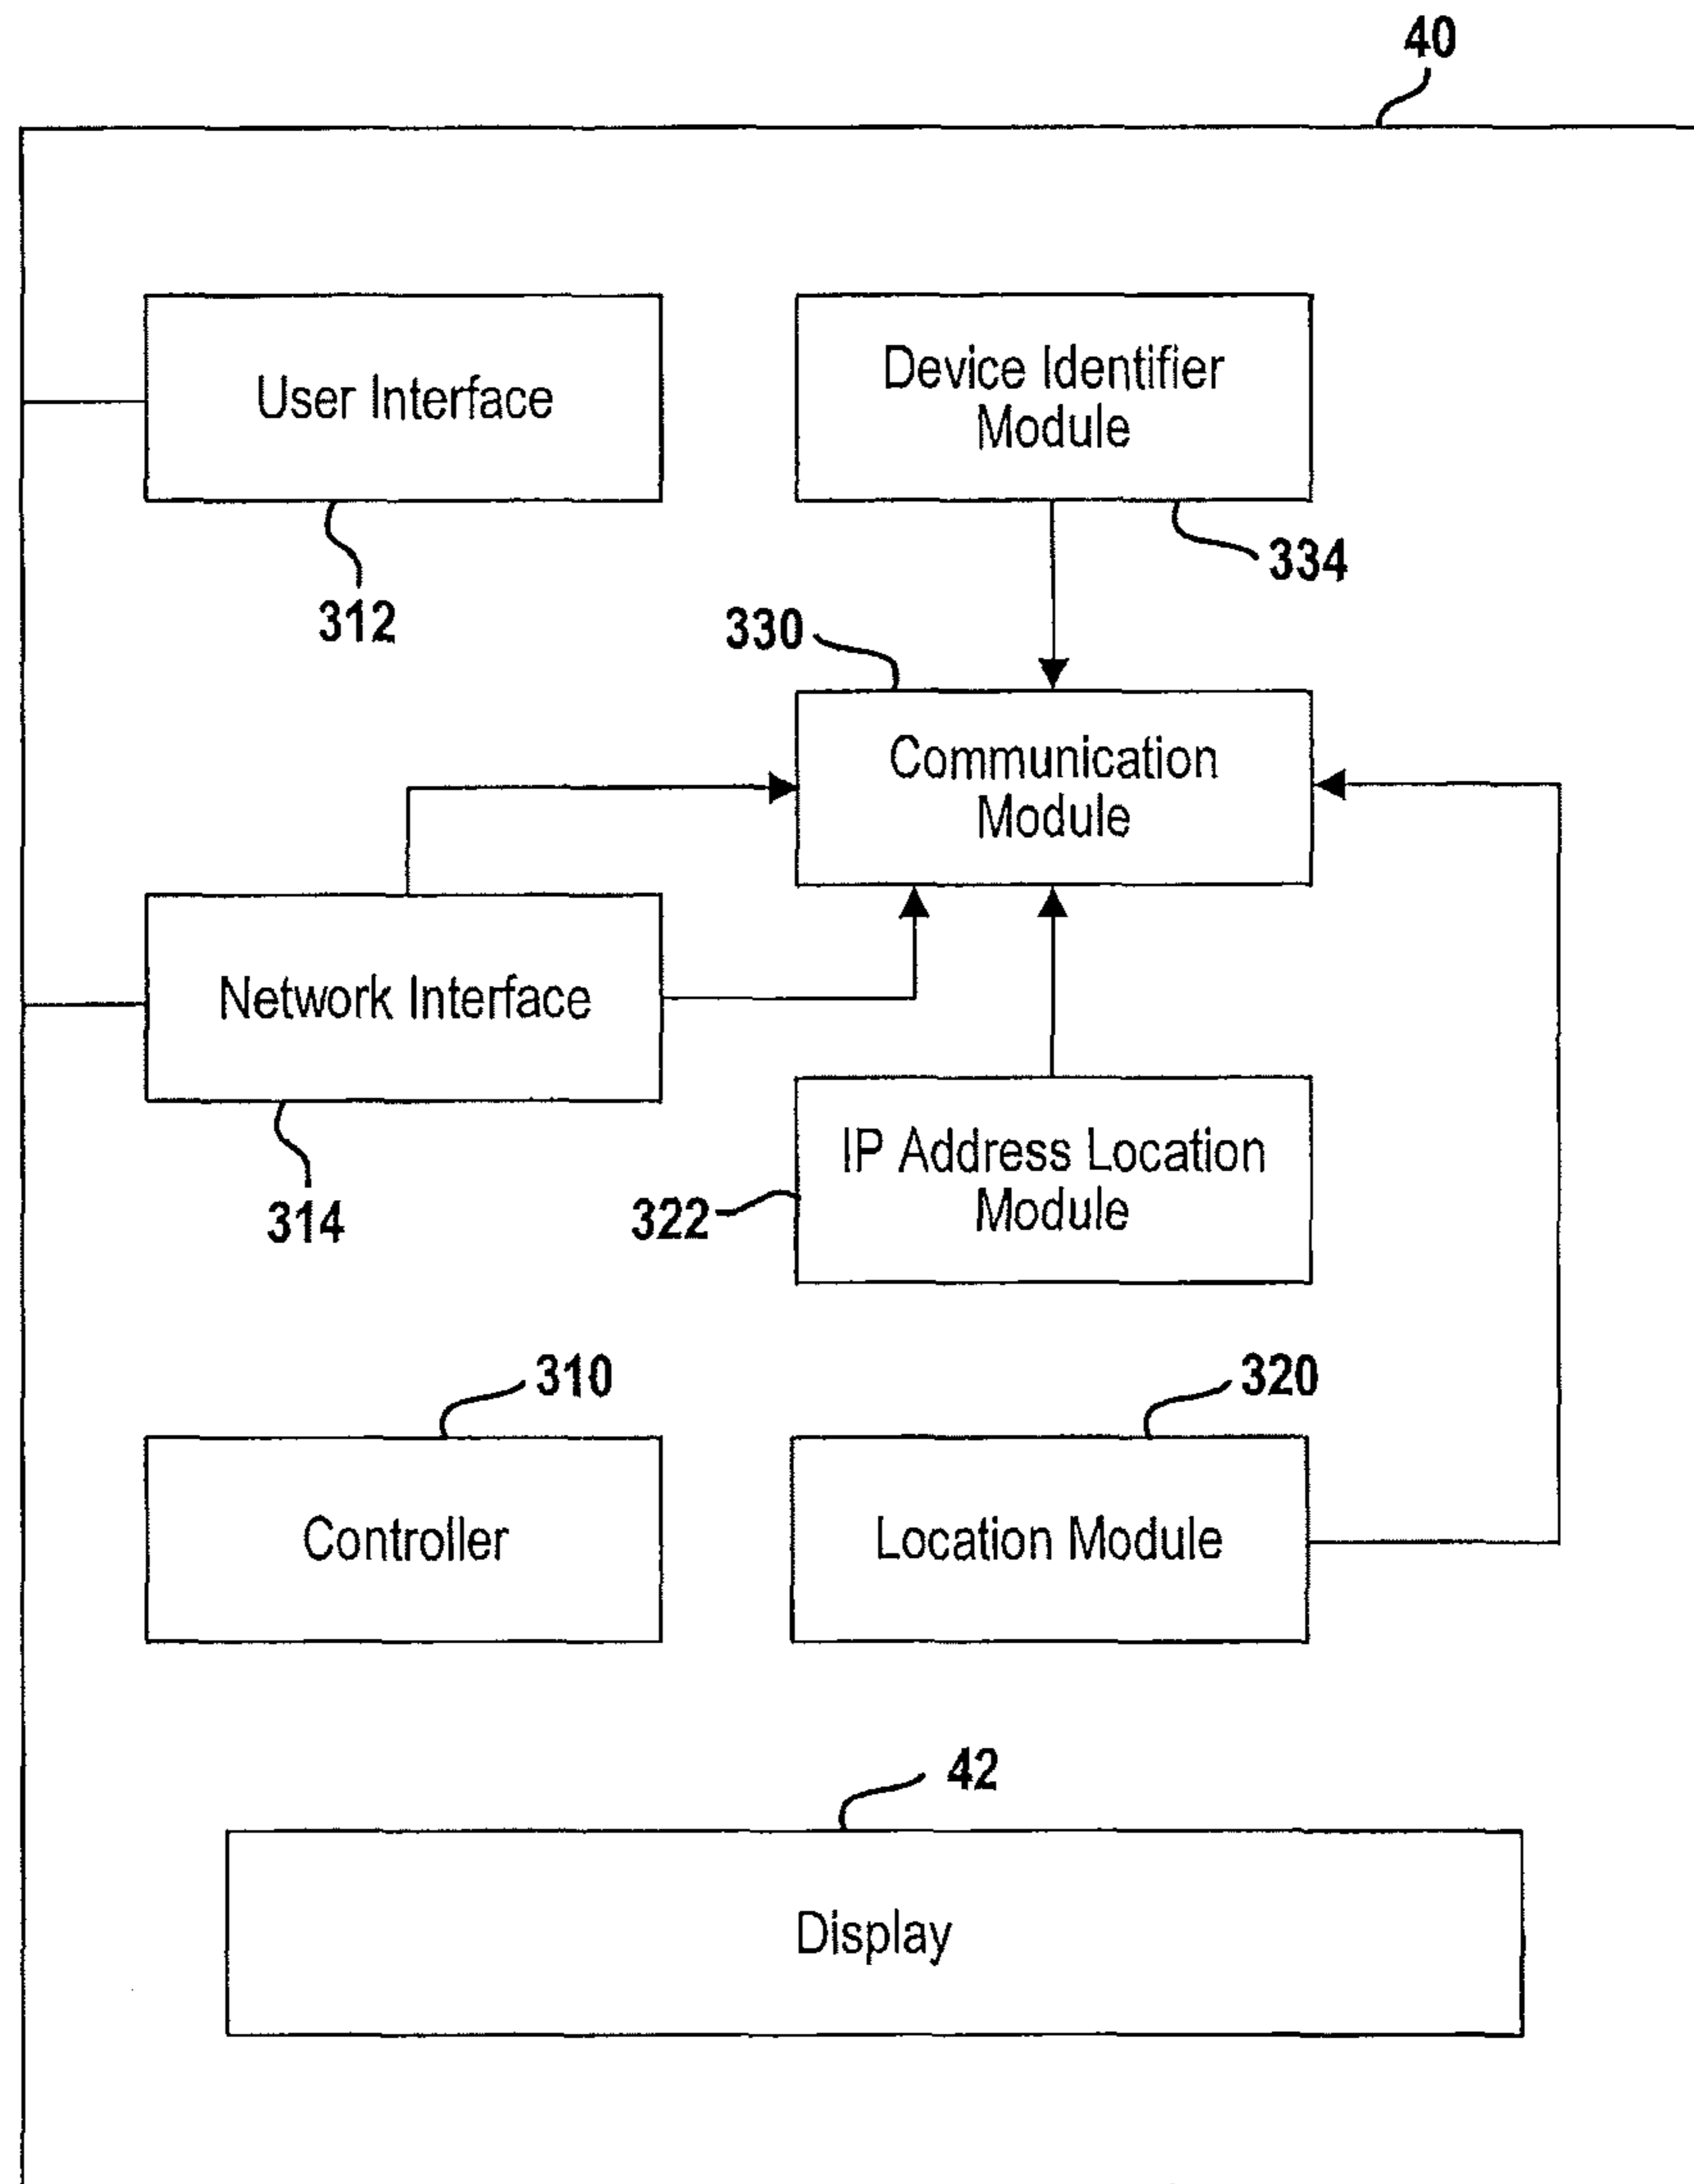 40
User Interface
Device Identifier
Module
312
334
330
Communication
Module
Network Interface
314
IP Address Location
Module
322
310
320
Controller
Location Module
42
Display